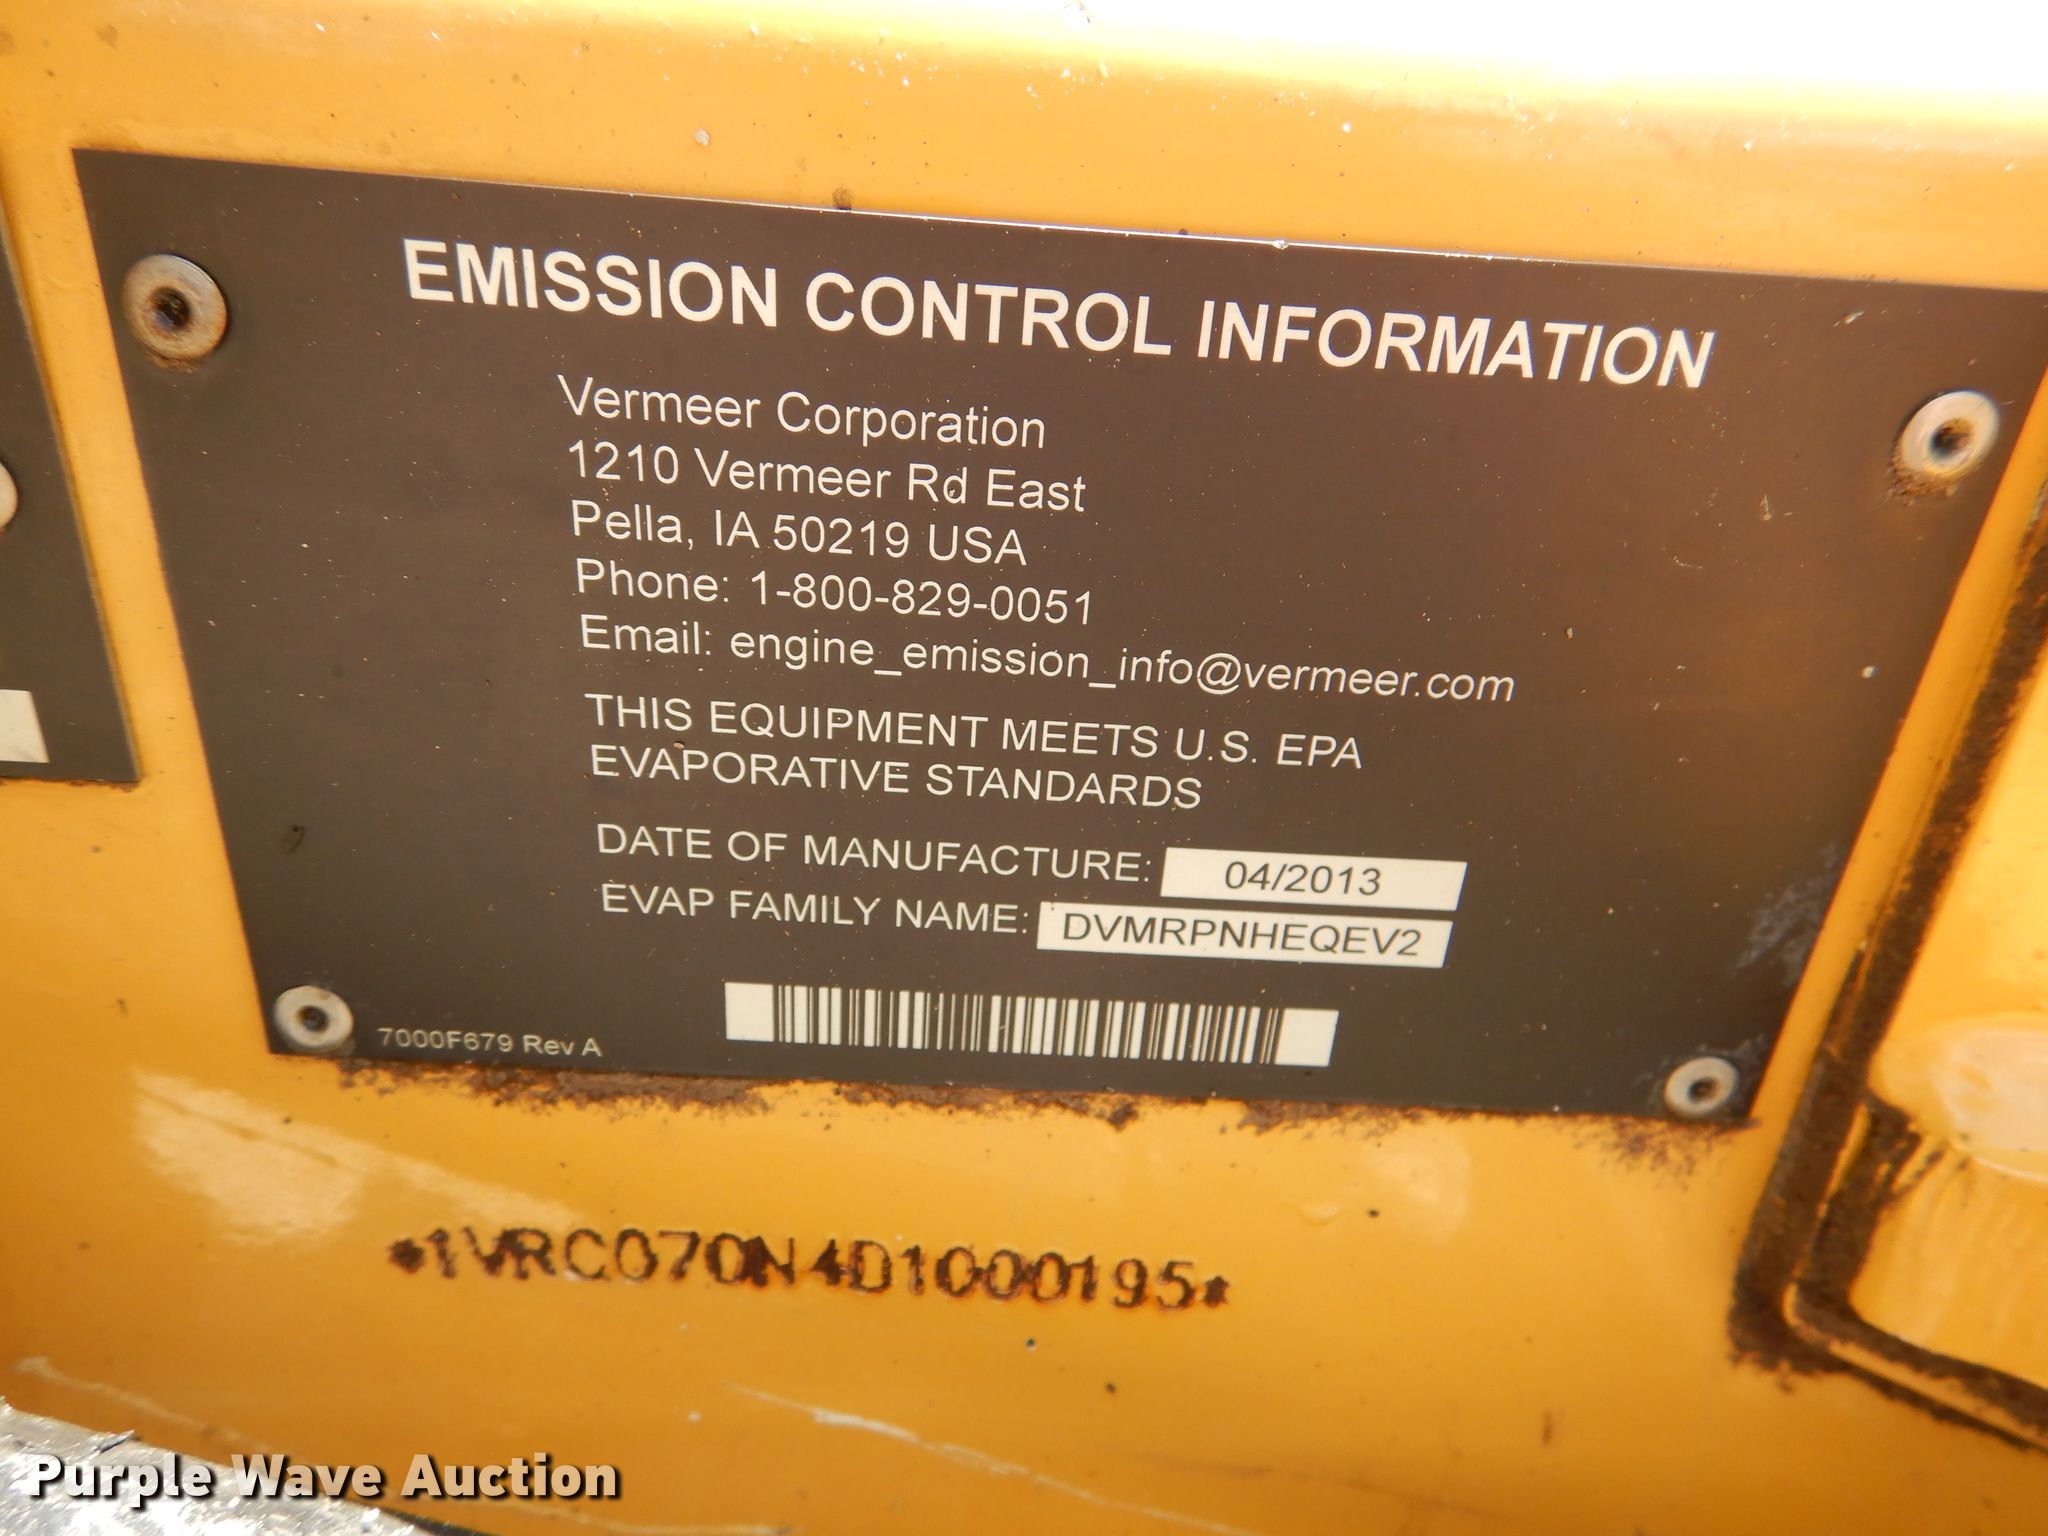 EMISSION CONTROL INFORMATION
Vermeer Corporation
1210 Vermeer Rd East
Pella, IA 50219 USA
Phone: 1-800-829-0051
Email: engine_emission_info@vermeer.com
THIS EQUIPMENT MEETS U.S. EPA
EVAPORATIVE STANDARDS
DATE OF MANUFACTURE: 04/2013
EVAP FAMILY NAME: DVMRPNHEQEV2
7000F679 Rev A
*1VRC070N4D1000195*
Purple Wave Auction